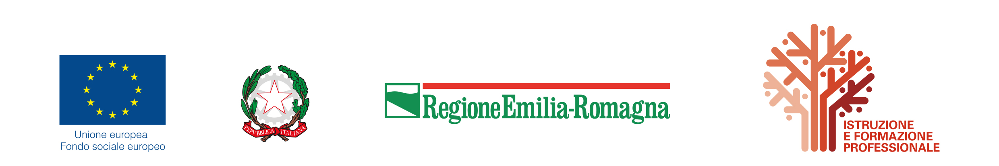 Unione europea
Fondo sociale europeo
REPVBBLICA ITALIANA
RegioneEmilia-Romagna
ISTRUZIONE
E FORMAZIONE
PROFESSIONALE